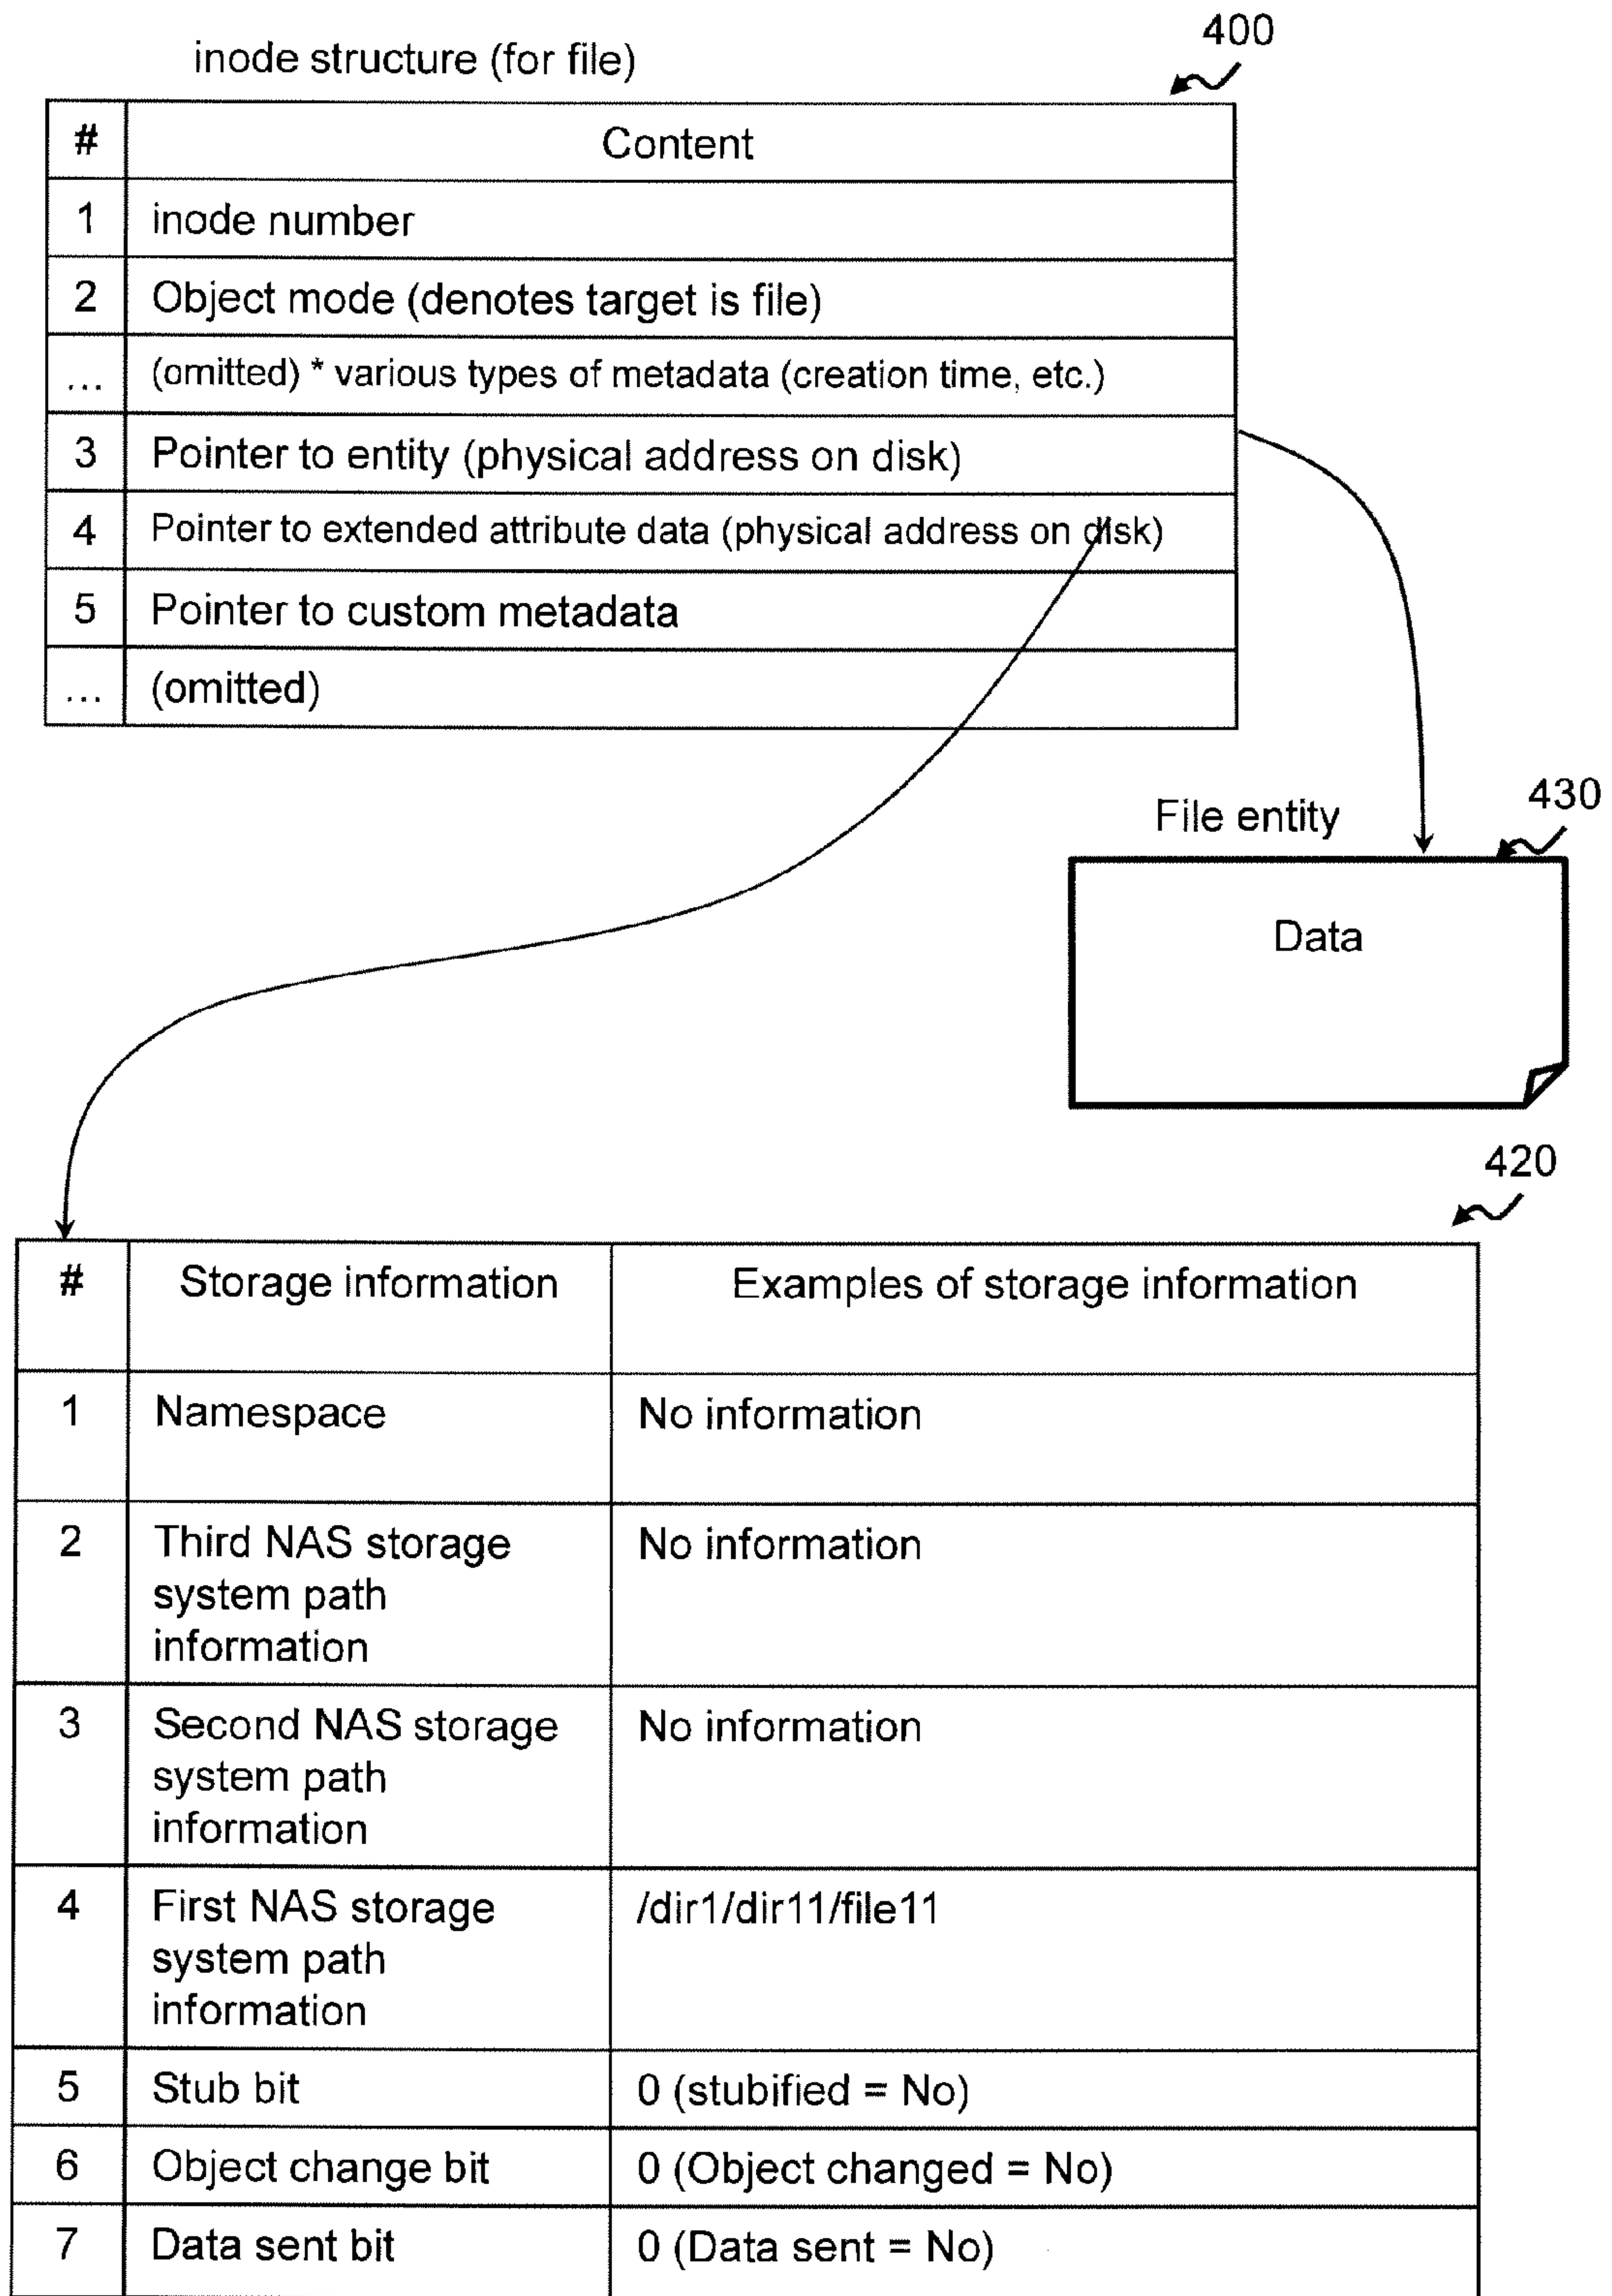 400
inode structure (for file)
# Content
1 inode number
2 Object mode (denotes target is file)
... (omitted) * various types of metadata (creation time, etc.)
3 Pointer to entity (physical address on disk)
4 Pointer to extended attribute data (physical address on disk)
5 Pointer to custom metadata
... (omitted)
430
File entity
Data
420
# Storage information Examples of storage information
1 Namespace No information
2 Third NAS storage No information
system path
information
3 Second NAS storage No information
system path
information
4 First NAS storage /dir1/dir11/file11
system path
information
5 Stub bit 0 (stubified = No)
6 Object change bit 0 (Object changed = No)
7 Data sent bit 0 (Data sent = No)